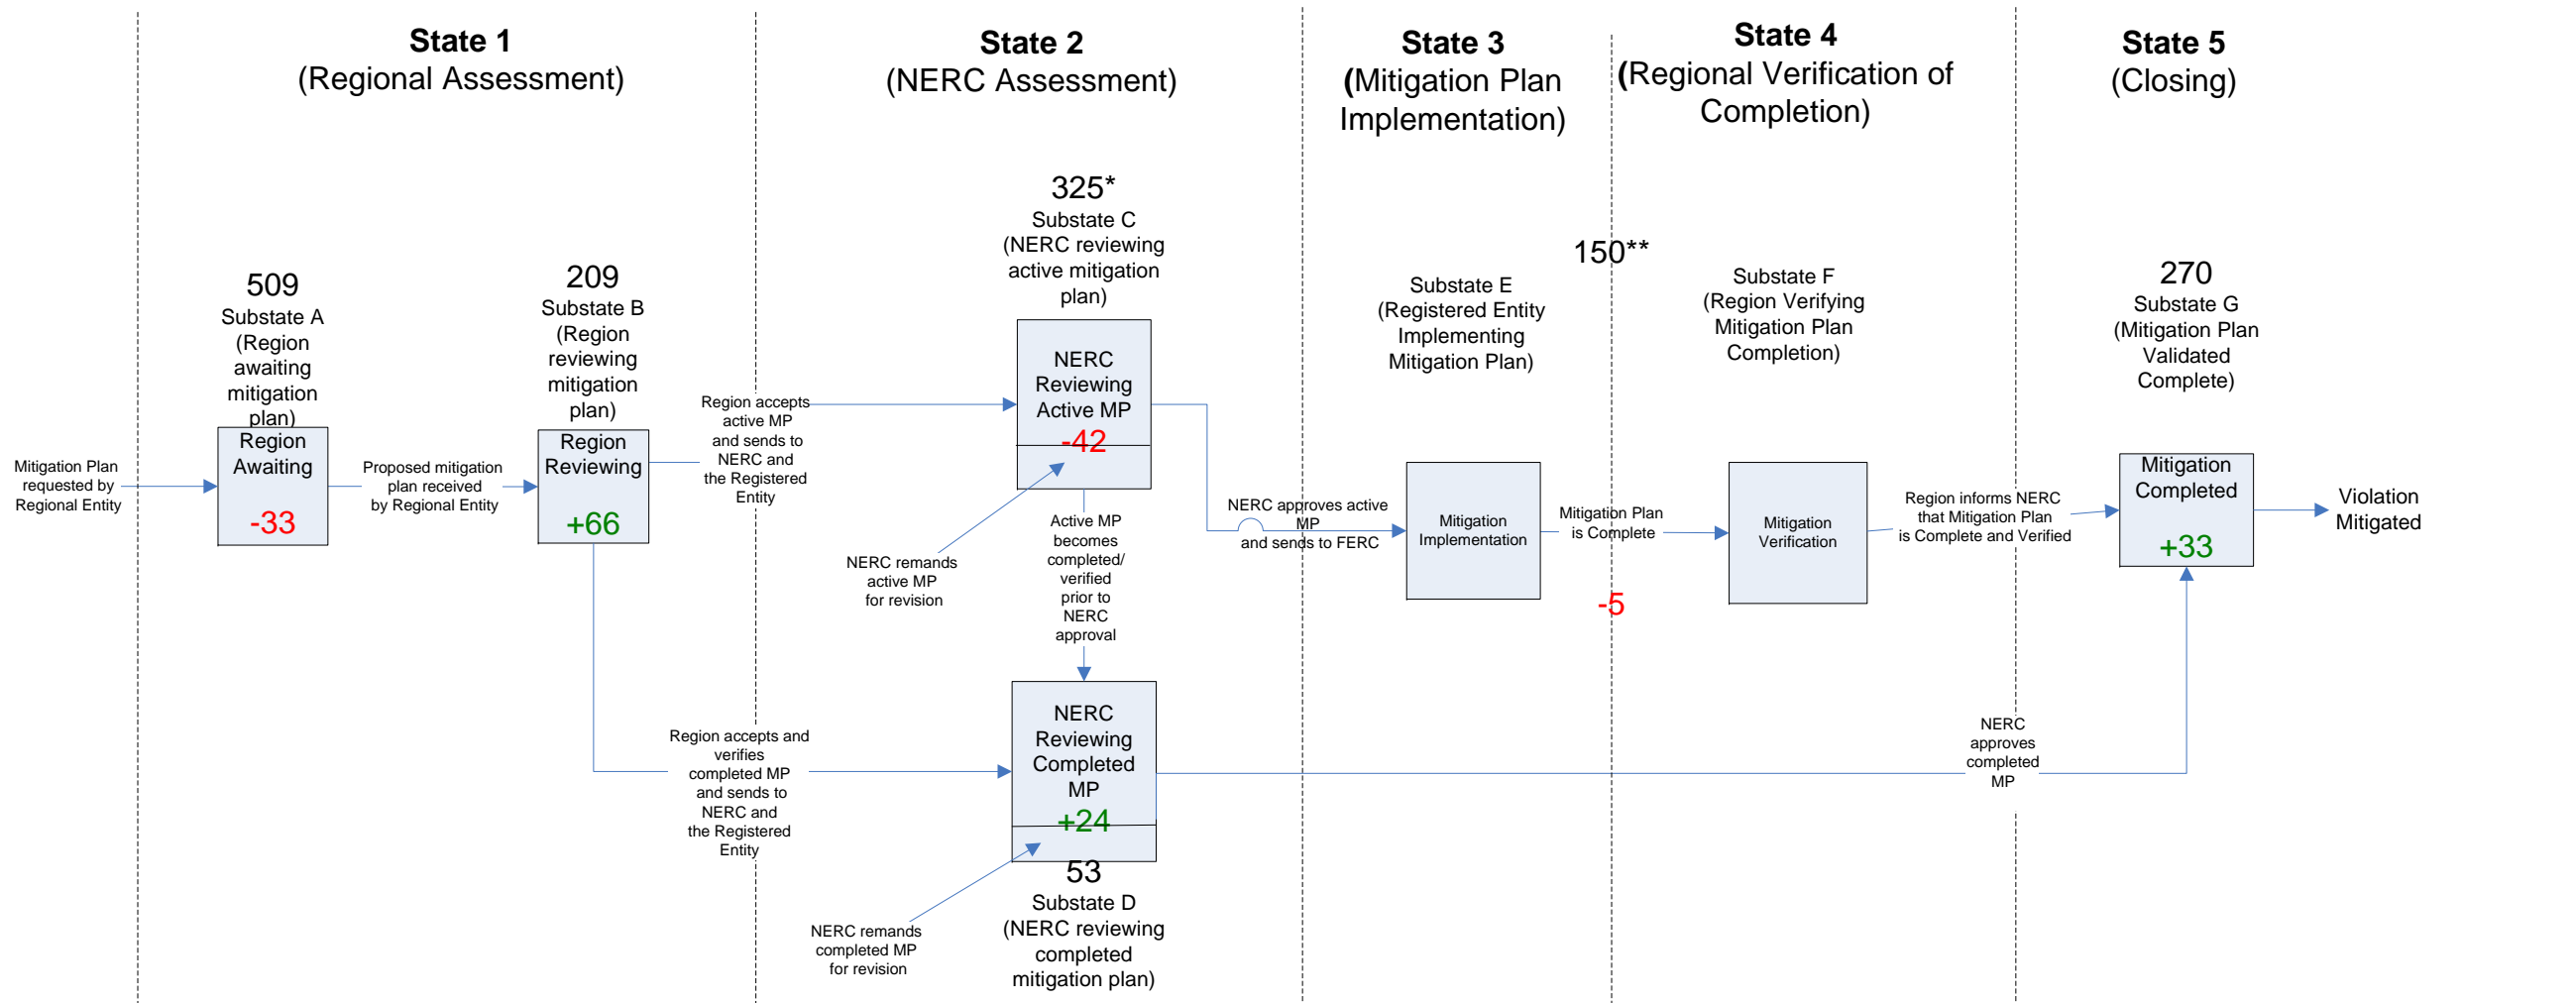 State 1
(Regional Assessment)
State 2
(NERC Assessment)
State 3
(Mitigation Plan
Implementation)
State 4
(Regional Verification of
Completion)
State 5
(Closing)
Mitigation Plan
requested by
Regional Entity
509
Substate A
(Region
awaiting
mitigation
plan)
Region
Awaiting
-33
Proposed mitigation
plan received
by Regional Entity
209
Substate B
(Region
reviewing
mitigation
plan)
Region
Reviewing
+66
Region accepts
active MP
and sends to
NERC and
the Registered
Entity
Region accepts and
verifies
completed MP
and sends to
NERC and
the Registered
Entity
325*
Substate C
(NERC reviewing
active mitigation
plan)
NERC
Reviewing
Active MP
-42
NERC remands
active MP
for revision
Active MP
becomes
completed/
verified
prior to
NERC
approval
NERC
Reviewing
Completed
MP
+24
53
Substate D
(NERC reviewing
completed
mitigation plan)
NERC remands
completed MP
for revision
NERC approves active
MP
and sends to FERC
150**
Substate E
(Registered Entity
Implementing
Mitigation Plan)
Mitigation
Implementation
Mitigation Plan
is Complete
-5
Substate F
(Region Verifying
Mitigation Plan
Completion)
Mitigation
Verification
Region informs NERC
that Mitigation Plan
is Complete and Verified
NERC
approves
completed
MP
270
Substate G
(Mitigation Plan
Validated
Complete)
Mitigation
Completed
+33
Violation
Mitigated